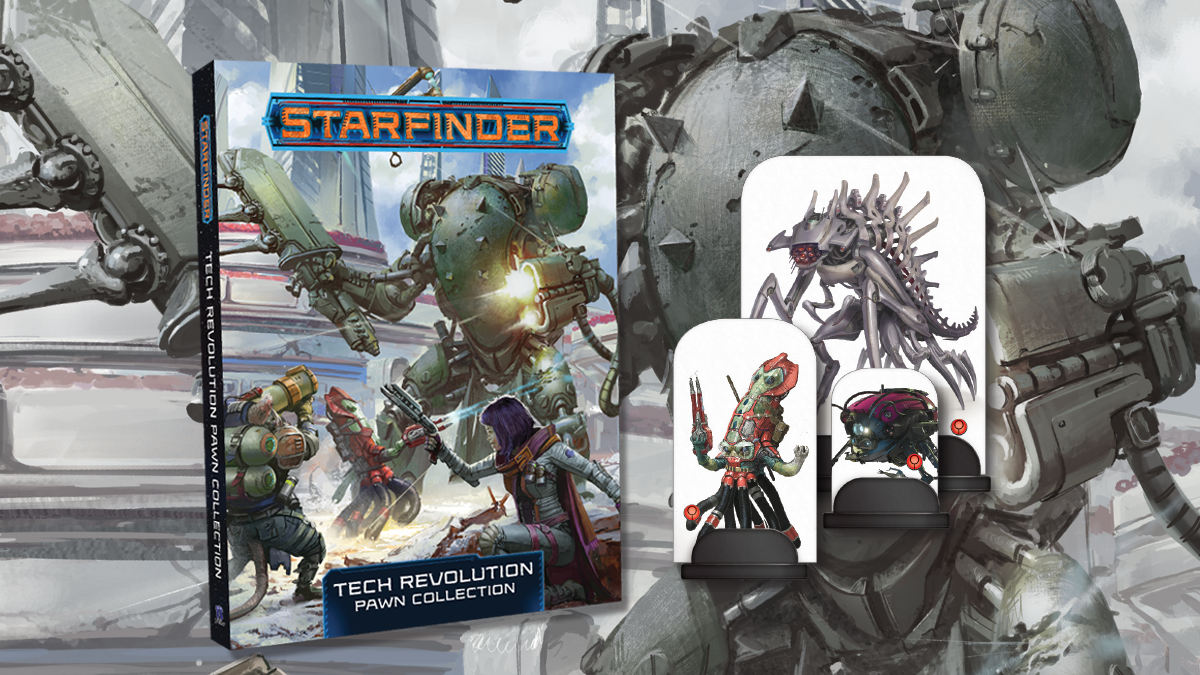 STARFINDER
TECH REVOLUTION PAWN COLLECTION
STARFINDER
TECH REVOLUTION
PAWN COLLECTION